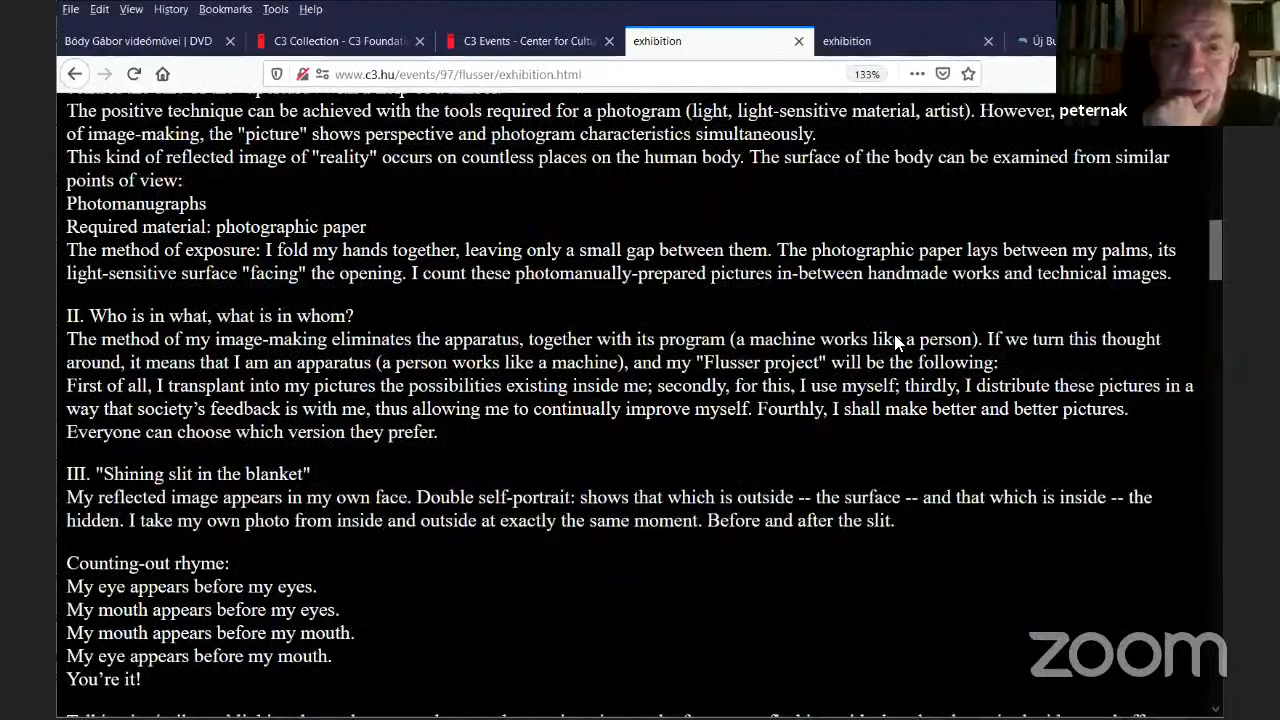 File Edit View History Bookmarks Tools Help
Bódy Gábor videóművei | DVD
C3 Collection - C3 Foundati
C3 Events - Center for Cultu
exhibition
exhibition
Új Bu
www.c3.hu/events/97/flusser/exhibition.html
133%
peternak
The positive technique can be achieved with the tools required for a photogram (light, light-sensitive material, artist). However,
of image-making, the "picture" shows perspective and photogram characteristics simultaneously.
This kind of reflected image of "reality" occurs on countless places on the human body. The surface of the body can be examined from similar
points of view:
Photomanugraphs
Required material: photographic paper
The method of exposure: I fold my hands together, leaving only a small gap between them. The photographic paper lays between my palms, its
light-sensitive surface "facing" the opening. I count these photomanually-prepared pictures in-between handmade works and technical images.
II. Who is in what, what is in whom?
The method of my image-making eliminates the apparatus, together with its program (a machine works like a person). If we turn this thought
around, it means that I am an apparatus (a person works like a machine), and my "Flusser project" will be the following:
First of all, I transplant into my pictures the possibilities existing inside me; secondly, for this, I use myself; thirdly, I distribute these pictures in a
way that society's feedback is with me, thus allowing me to continually improve myself. Fourthly, I shall make better and better pictures.
Everyone can choose which version they prefer.
III. "Shining slit in the blanket"
My reflected image appears in my own face. Double self-portrait: shows that which is outside -- the surface -- and that which is inside -- the
hidden. I take my own photo from inside and outside at exactly the same moment. Before and after the slit.
Counting-out rhyme:
My eye appears before my eyes.
My mouth appears before my eyes.
My mouth appears before my mouth.
My eye appears before my mouth.
You're it!
zoom